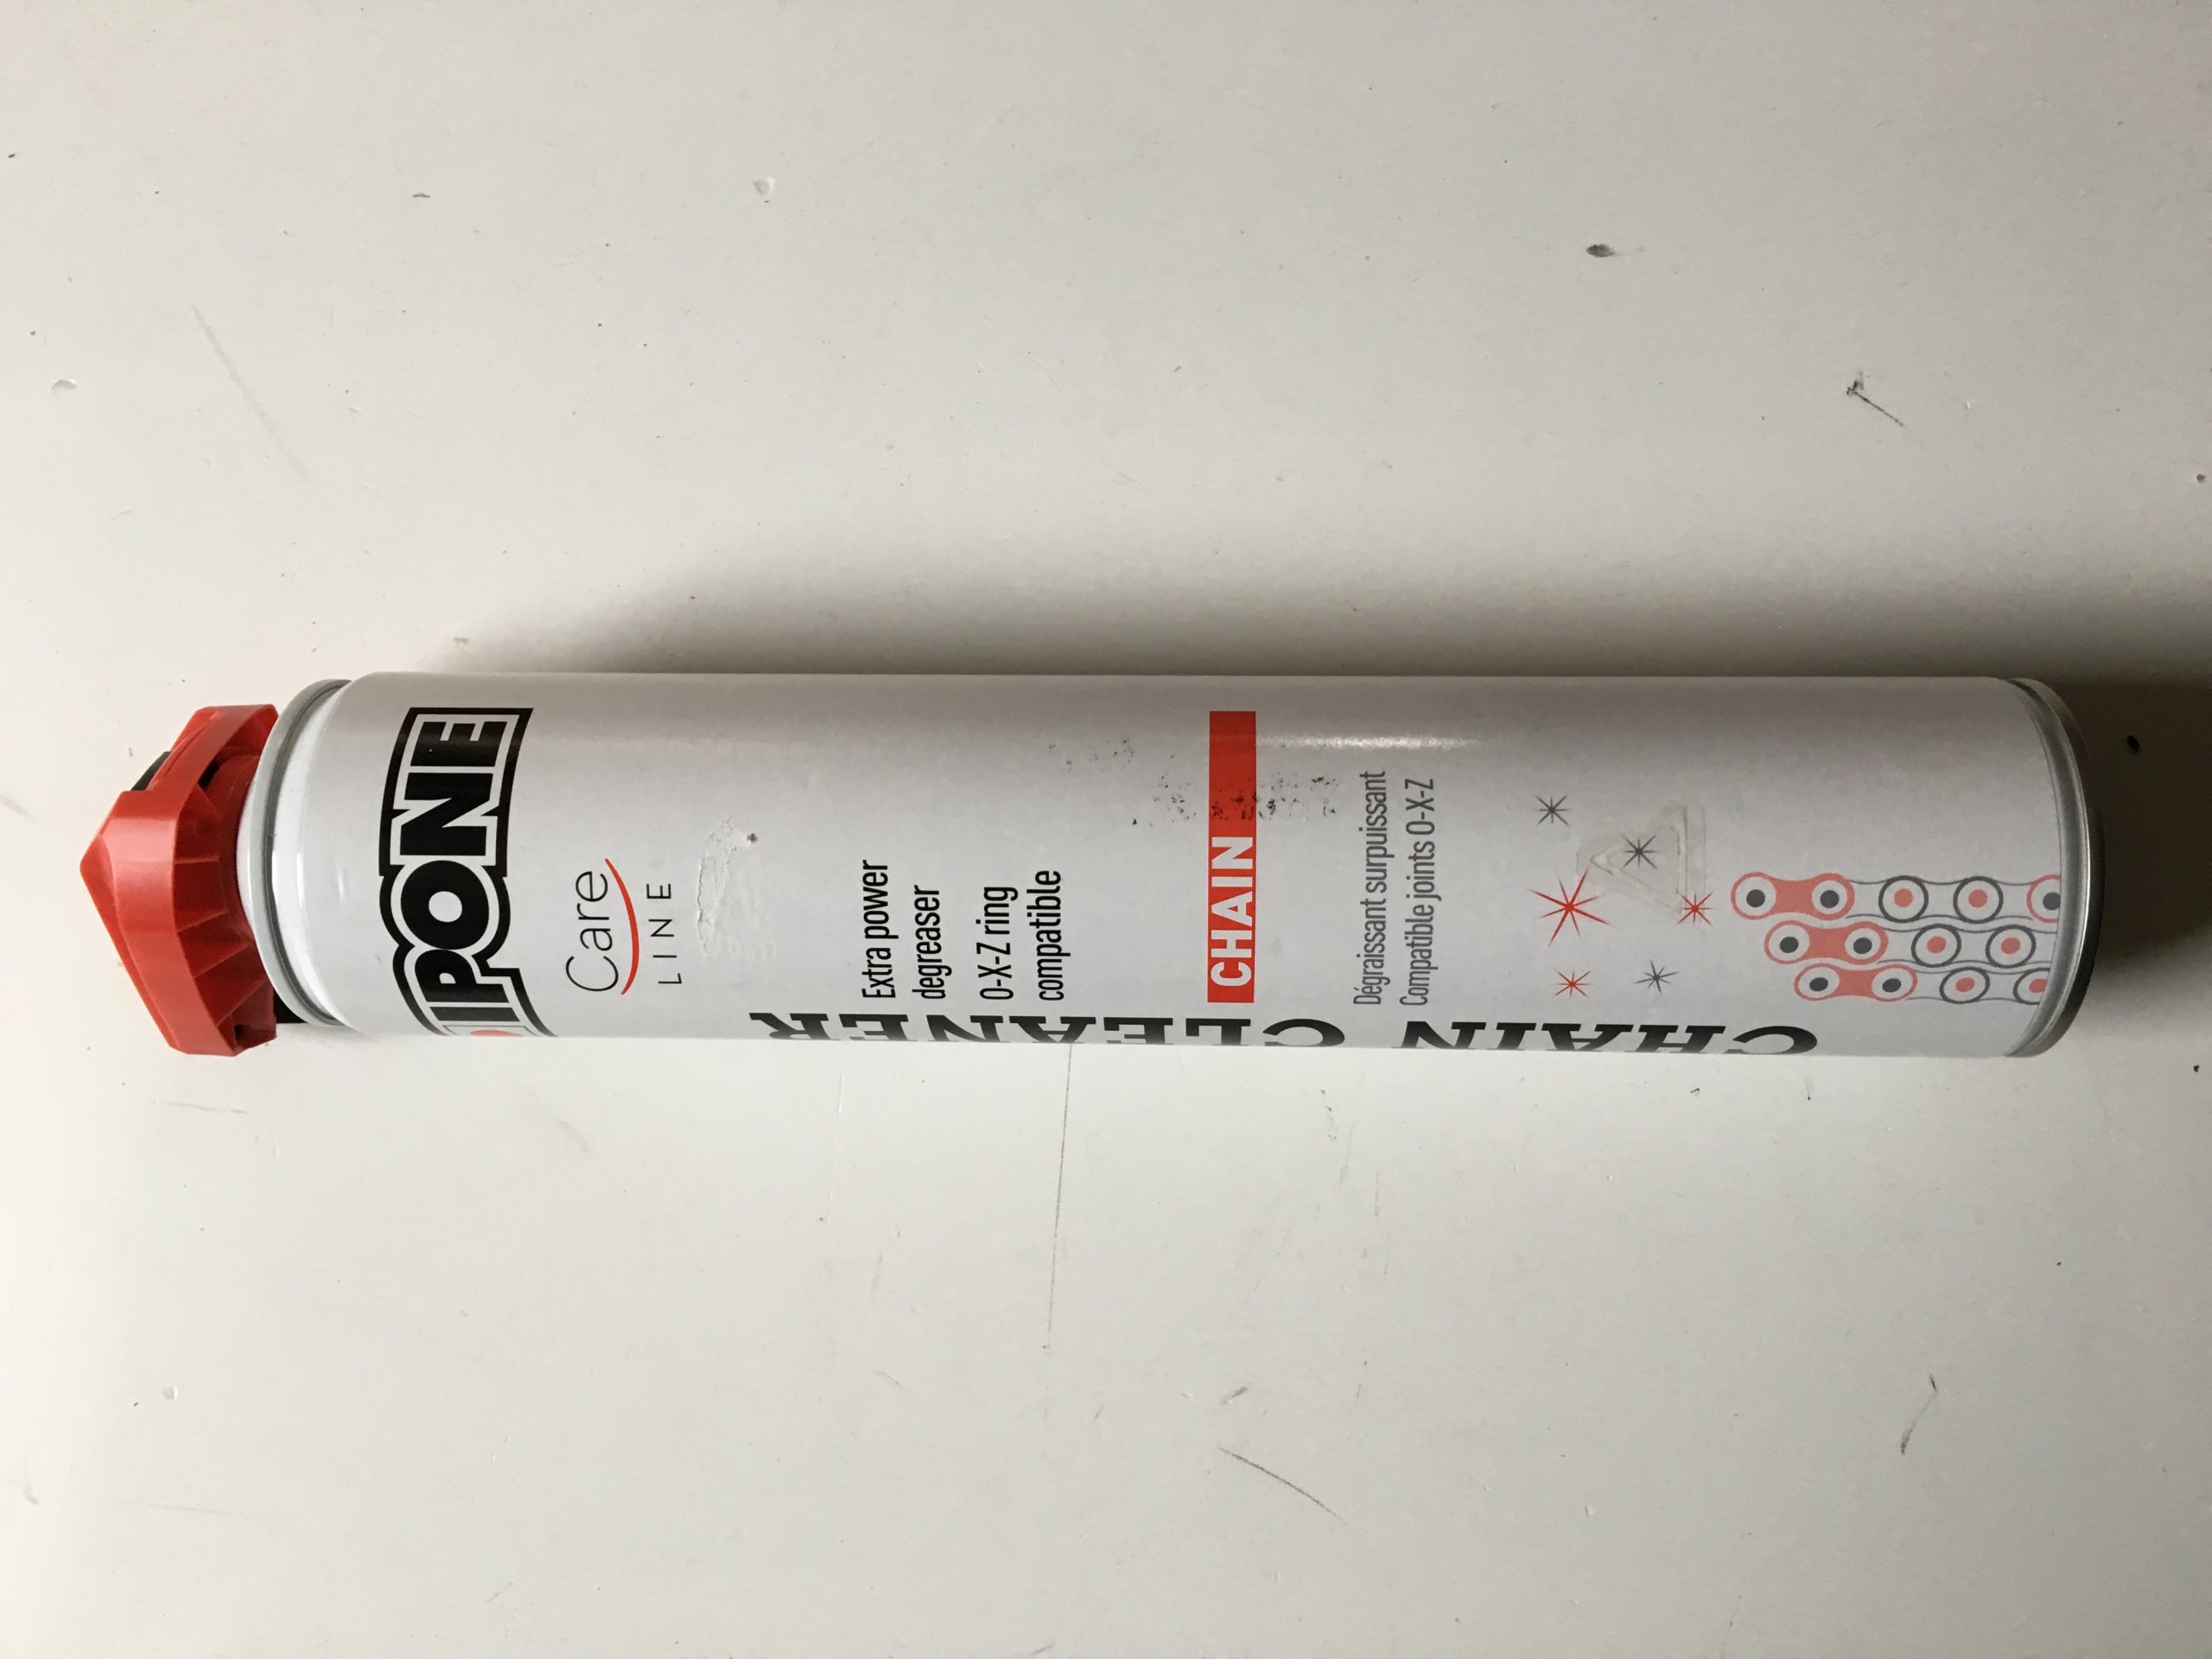 IPONE
Care
LINE
Extra power
degreaser
O-X-Z ring
compatible
CHAIN
Dégraissant surpuissant
Compatible joints O-X-Z
CHAIN CLEANER